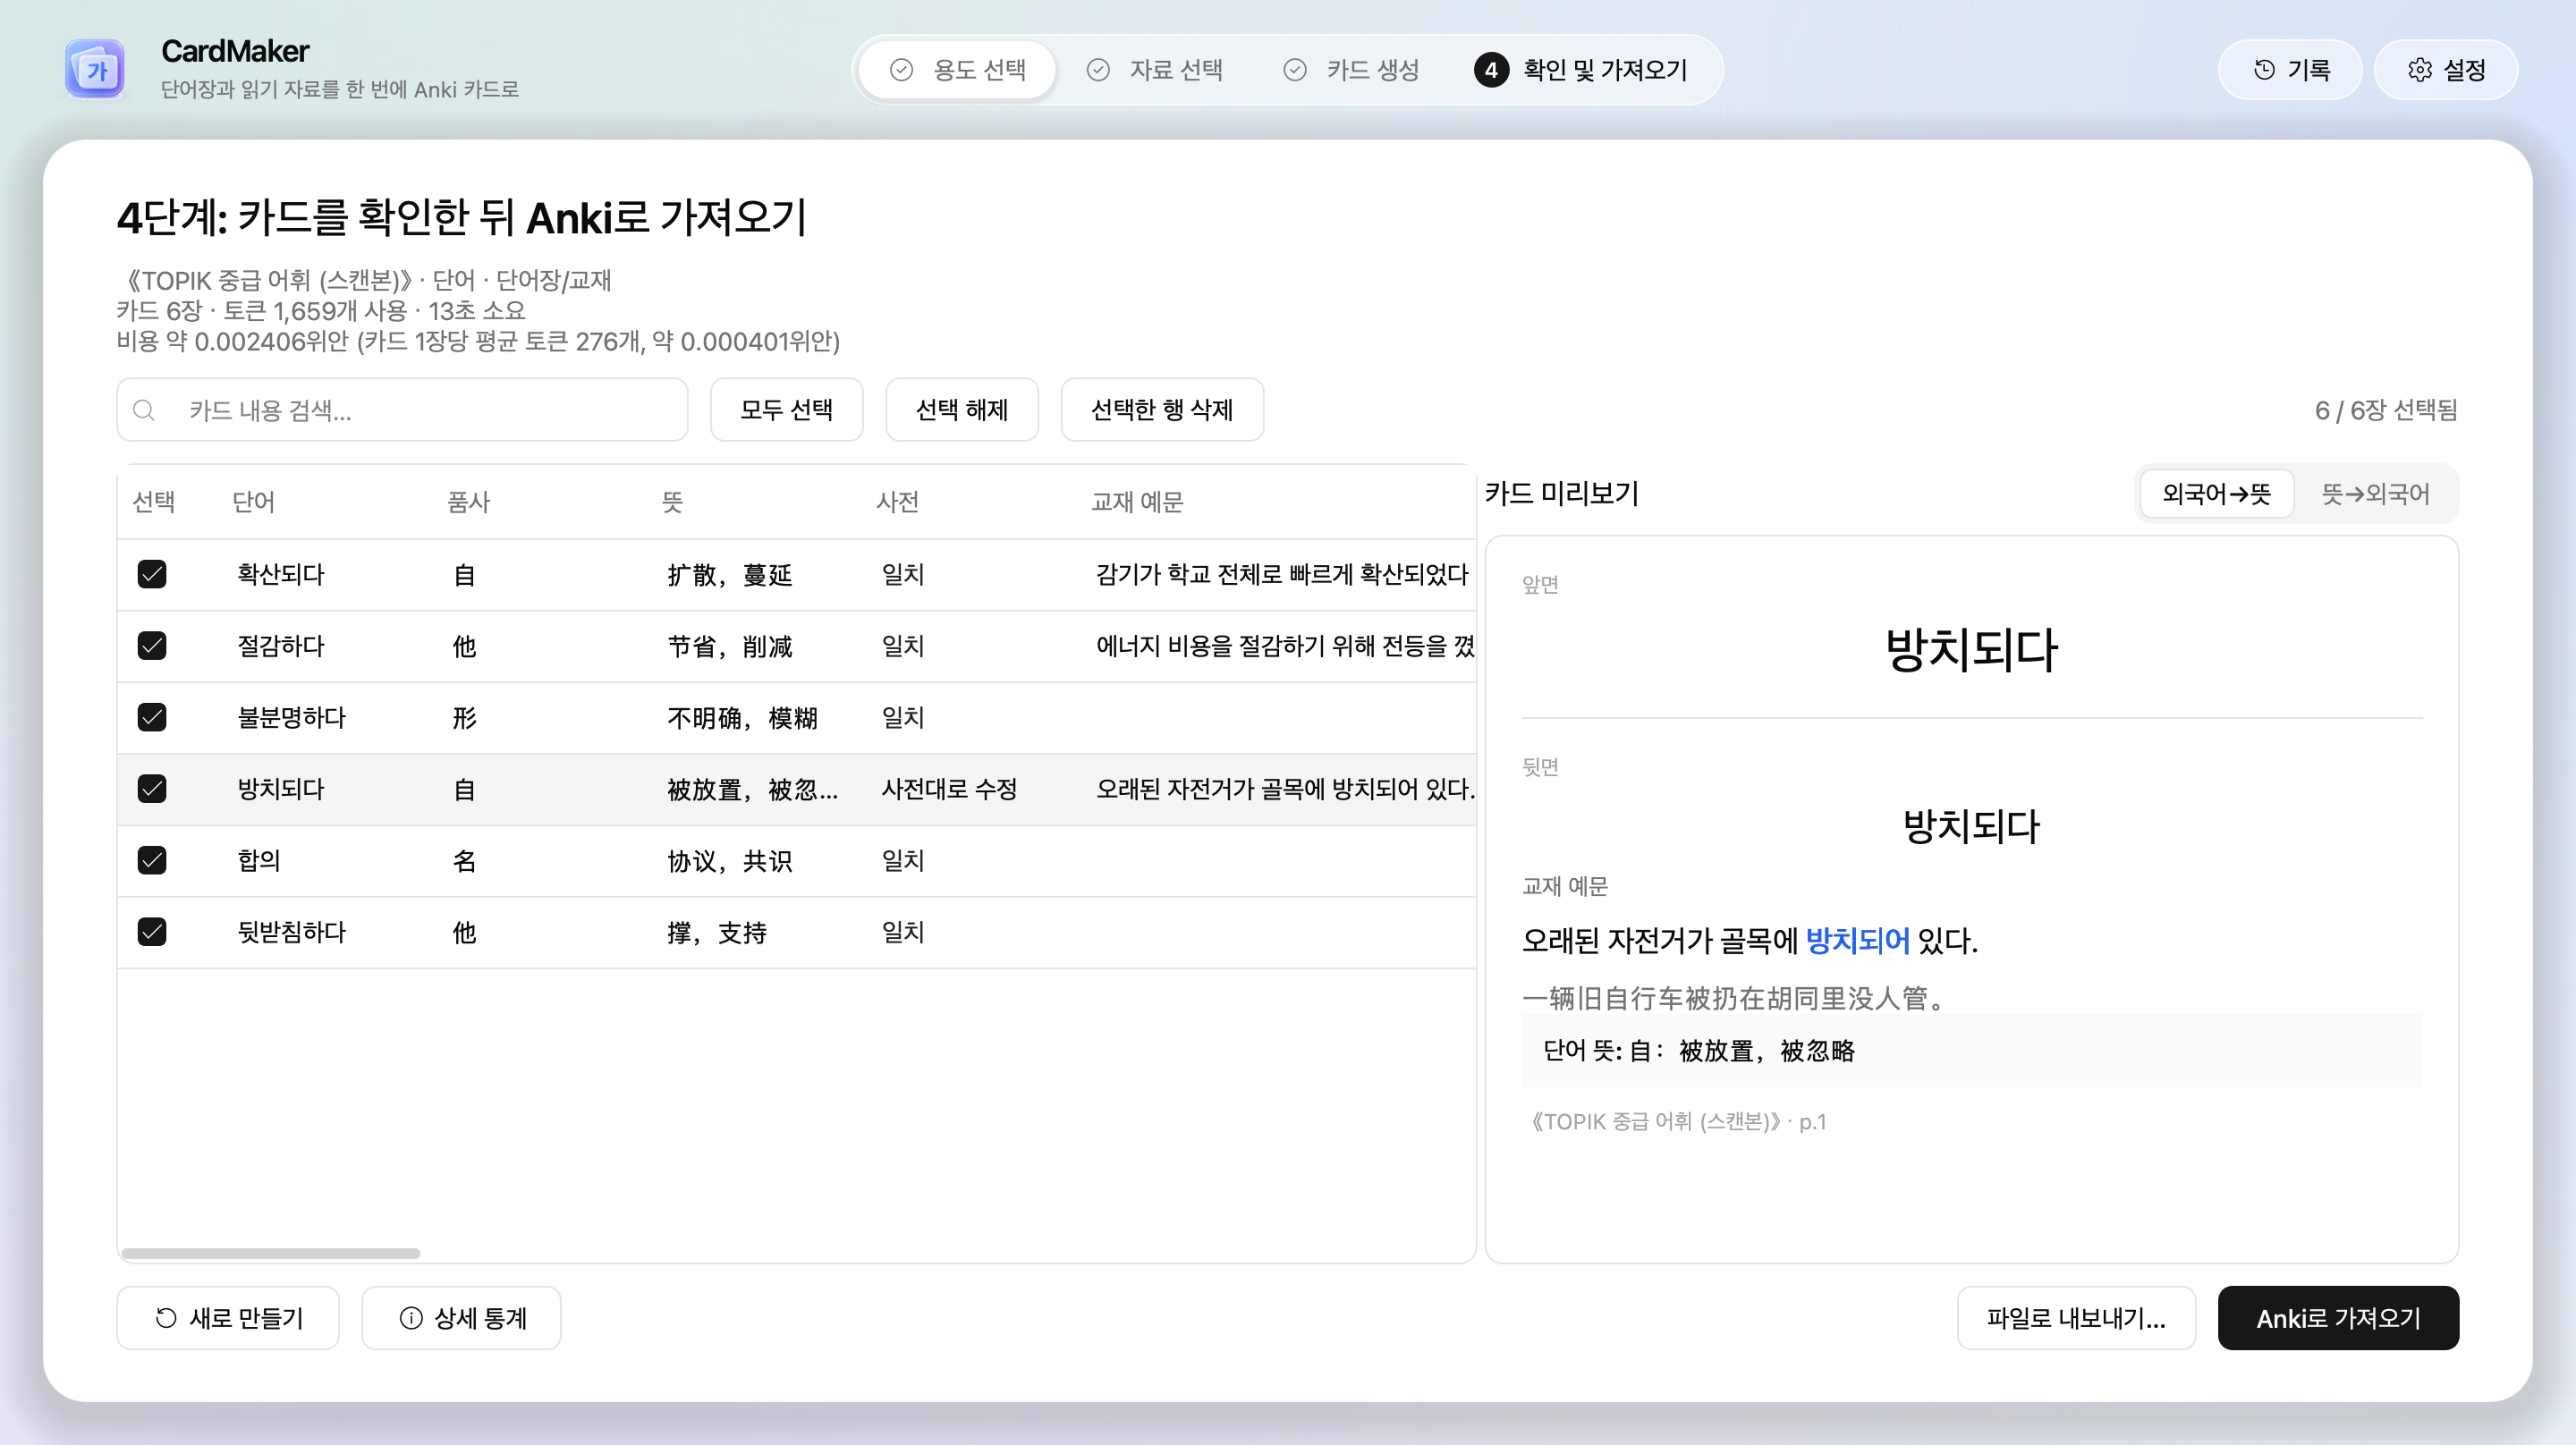 CardMaker
단어장과 읽기 자료를 한 번에 Anki 카드로
가
용도 선택
자료 선택
카드 생성
4 확인 및 가져오기
기록
설정
4단계: 카드를 확인한 뒤 Anki로 가져오기
《TOPIK 중급 어휘 (스캔본)》 · 단어 · 단어장/교재
카드 6장 · 토큰 1,659개 사용 · 13초 소요
비용 약 0.002406위안 (카드 1장당 평균 토큰 276개, 약 0.000401위안)
카드 내용 검색...
모두 선택
선택 해제
선택한 행 삭제
6 / 6장 선택됨
선택 단어 품사 뜻 사전 교재 예문
확산되다 自 扩散，蔓延 일치 감기가 학교 전체로 빠르게 확산되었다
절감하다 他 节省，削减 일치 에너지 비용을 절감하기 위해 전등을 껐
불분명하다 形 不明确，模糊 일치
방치되다 自 被放置，被忽... 사전대로 수정 오래된 자전거가 골목에 방치되어 있다.
합의 名 协议，共识 일치
뒷받침하다 他 撑，支持 일치
카드 미리보기
외국어→뜻
뜻→외국어
앞면
방치되다
뒷면
방치되다
교재 예문
오래된 자전거가 골목에 방치되어 있다.
一辆旧自行车被扔在胡同里没人管。
단어 뜻: 自：被放置，被忽略
《TOPIK 중급 어휘 (스캔본)》 · p.1
새로 만들기
상세 통계
파일로 내보내기...
Anki로 가져오기